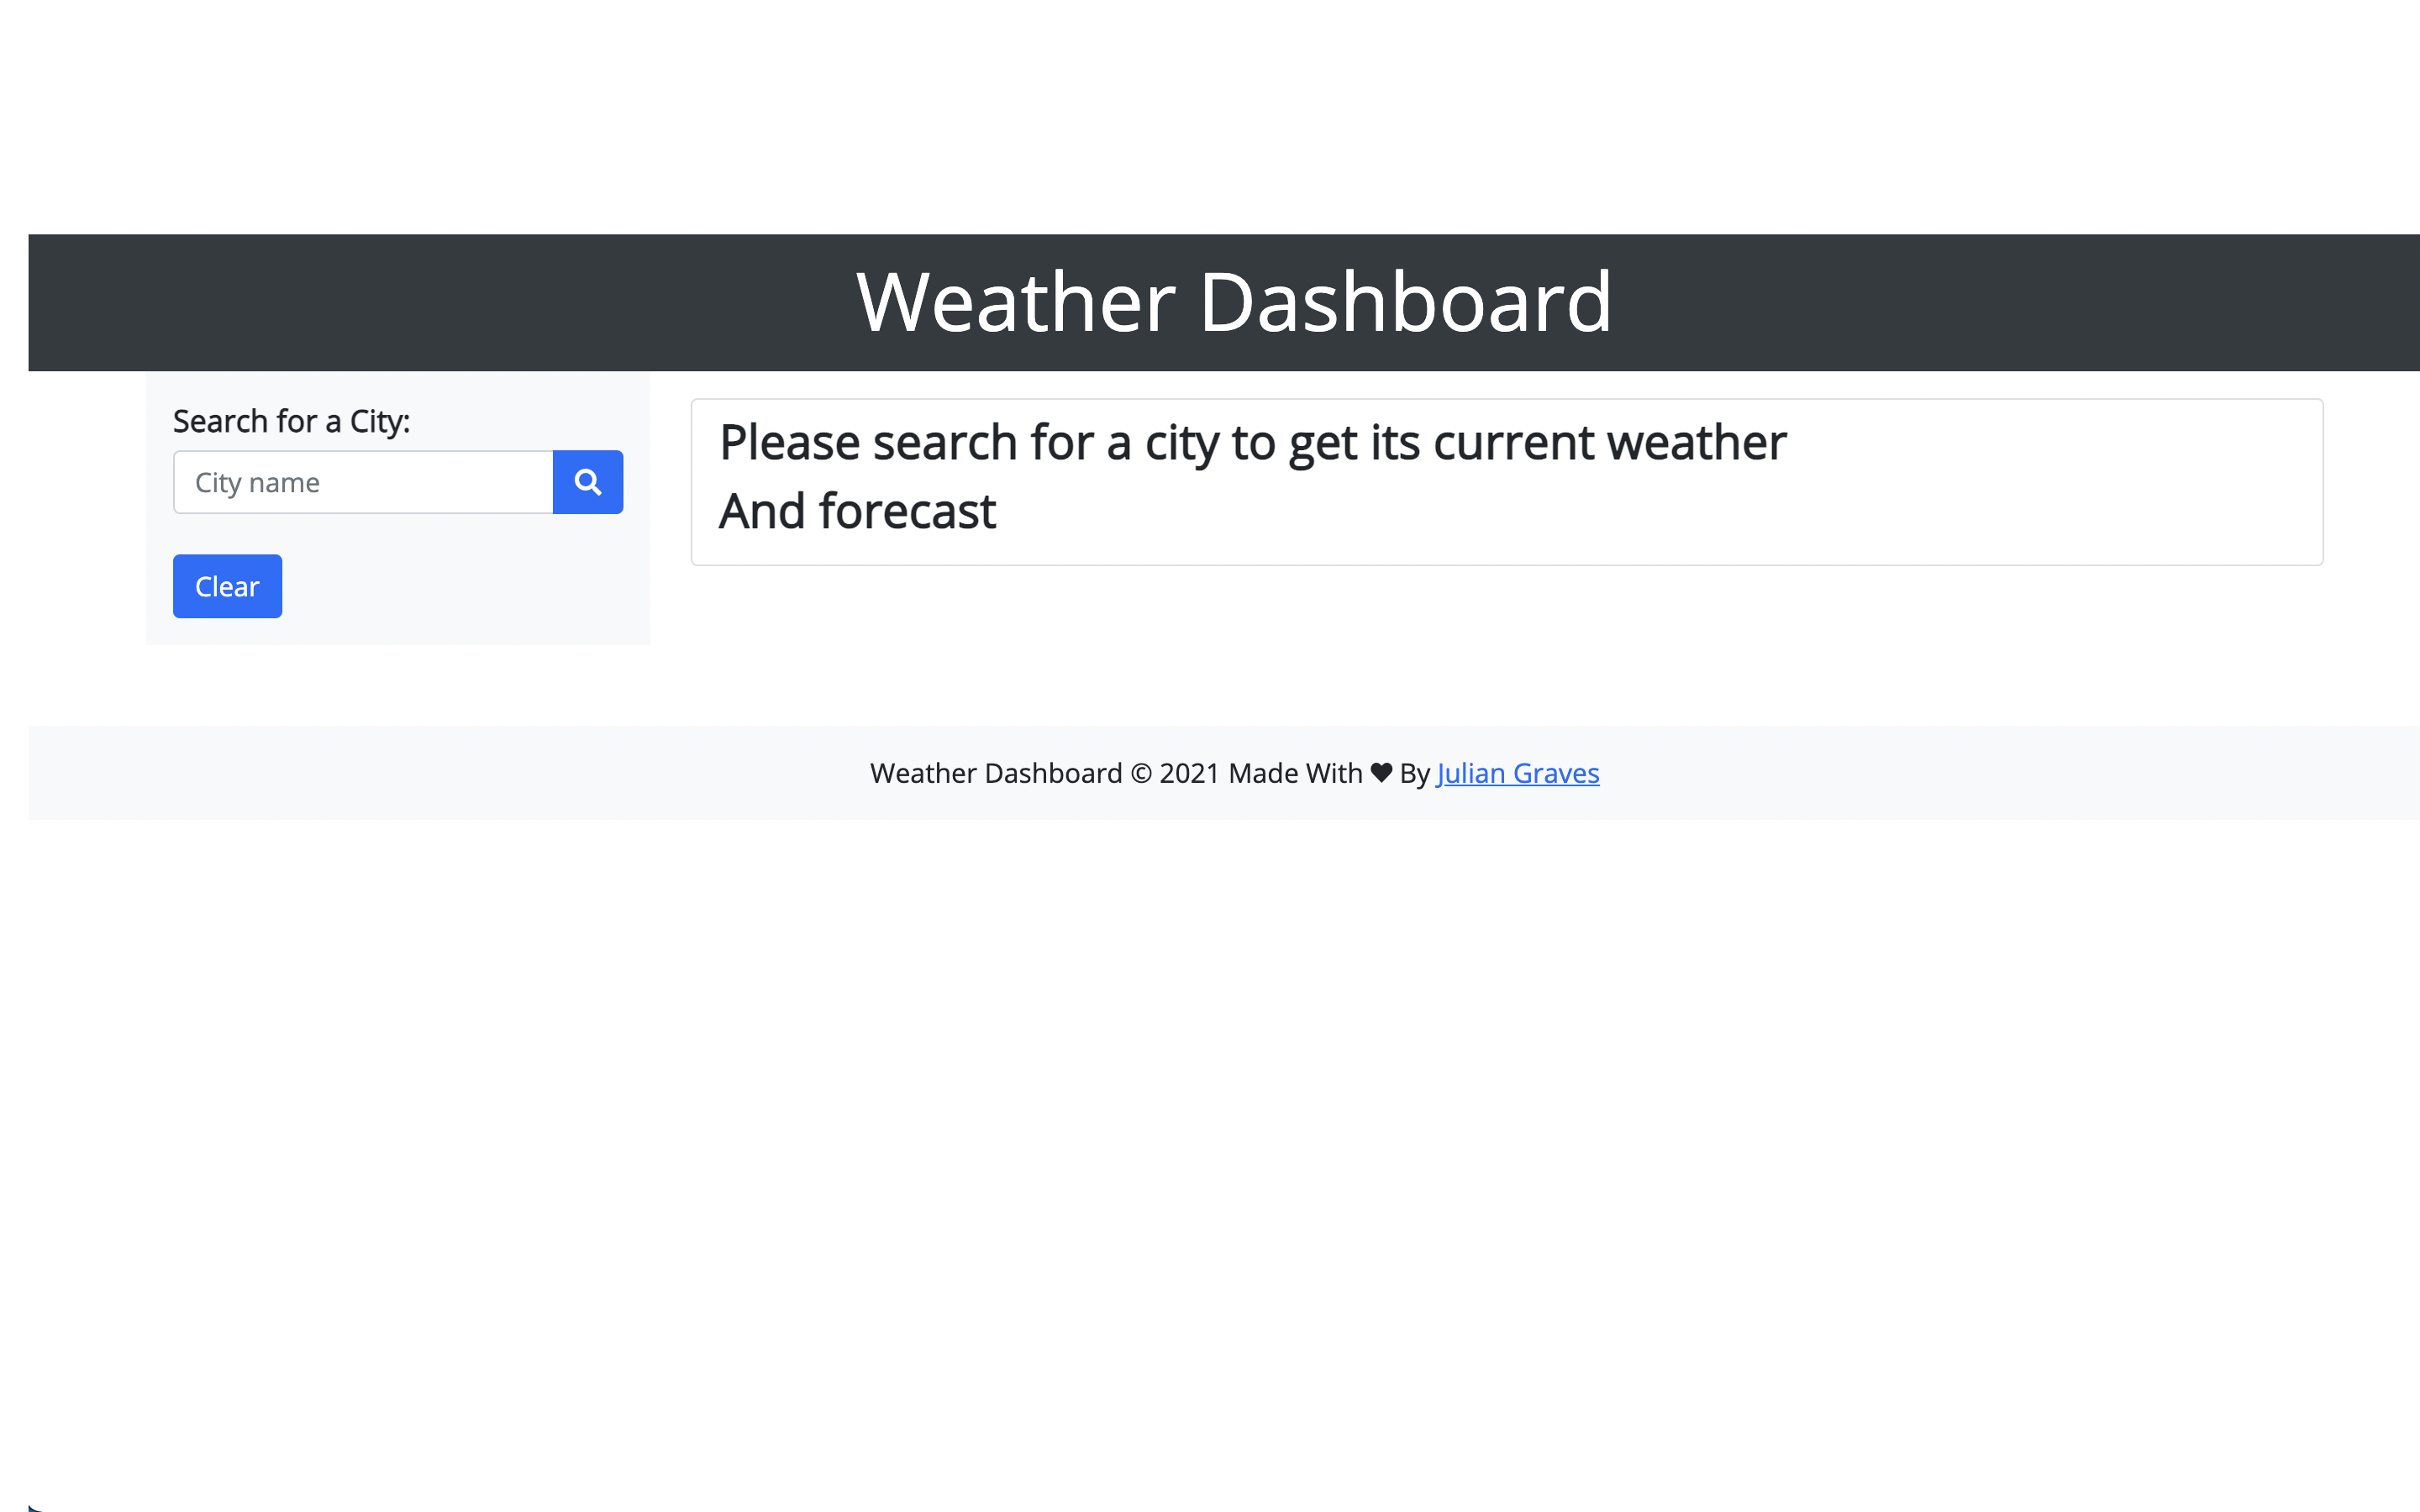 Weather Dashboard
Search for a City:
City name
Clear
Please search for a city to get its current weather
And forecast
Weather Dashboard © 2021 Made With ♥ By Julian Graves